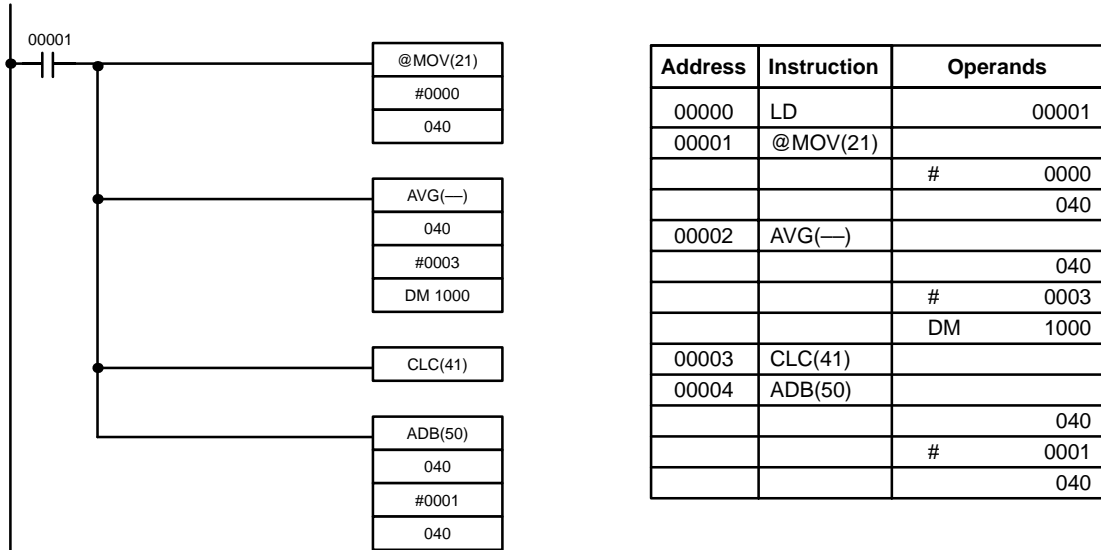 00001
@MOV(21)
#0000
040
AVG(––)
040
#0003
DM 1000
CLC(41)
ADB(50)
040
#0001
040
Address Instruction Operands
00000 LD 00001
00001 @MOV(21)
# 0000
040
00002 AVG(––)
040
# 0003
DM 1000
00003 CLC(41)
00004 ADB(50)
040
# 0001
040